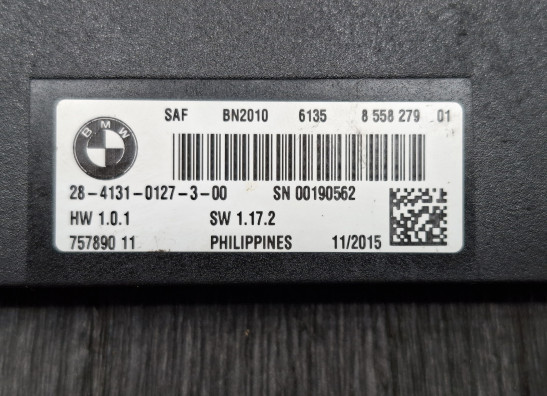 BMW
SAF BN2010 6135 8 558 279 01
28-4131-0127-3-00 SN 00190562
HW 1.0.1 SW 1.17.2
757890 11 PHILIPPINES 11/2015